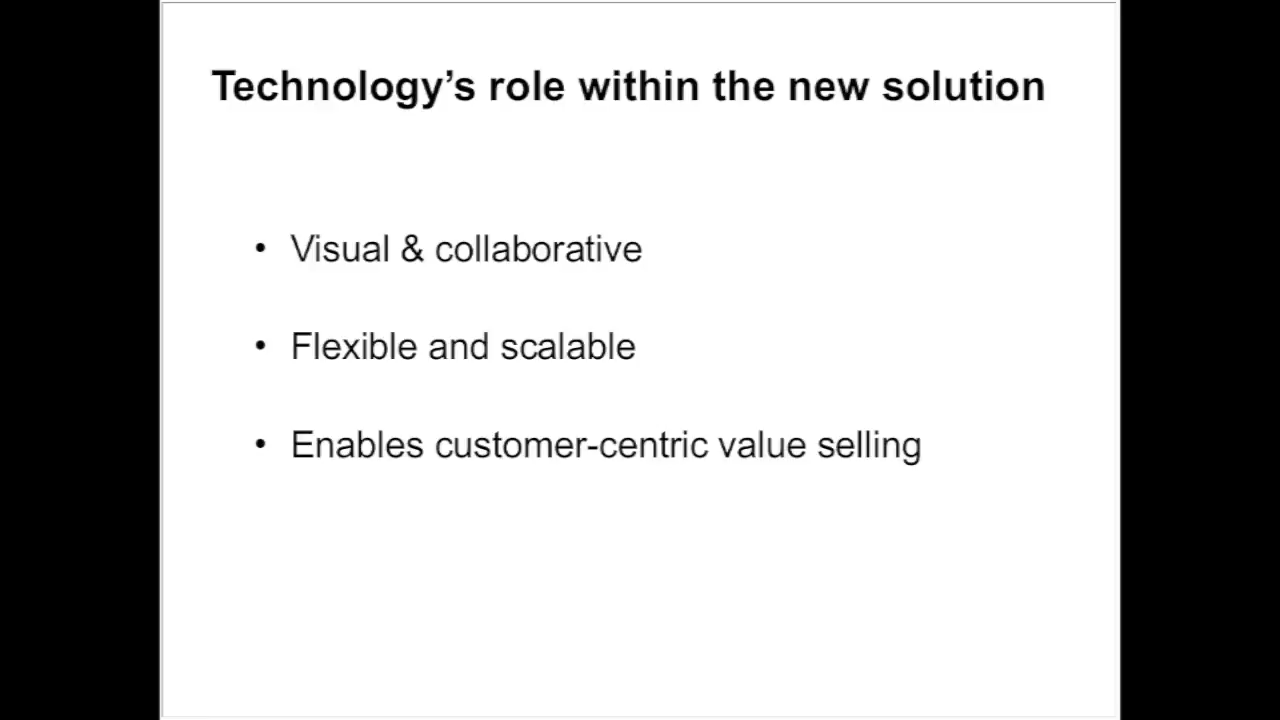 Technology’s role within the new solution
• Visual & collaborative
• Flexible and scalable
• Enables customer-centric value selling